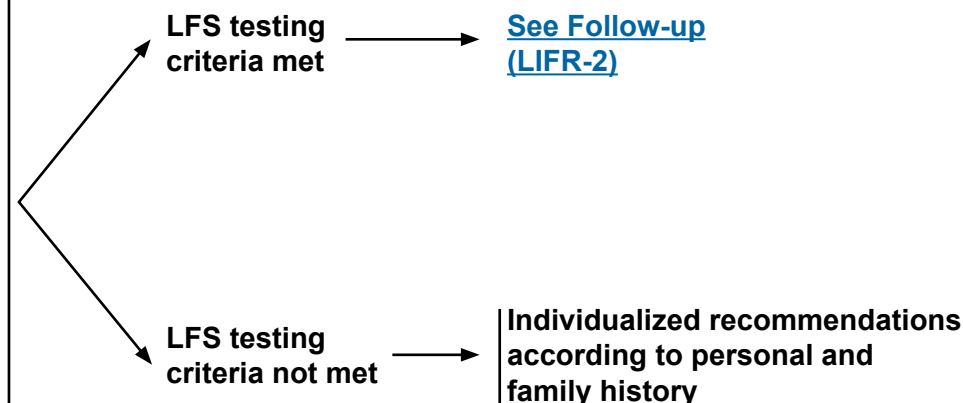 LFS testing
criteria met
See Follow-up
(LIFR-2)
LFS testing
criteria not met
Individualized recommendations
according to personal and
family history